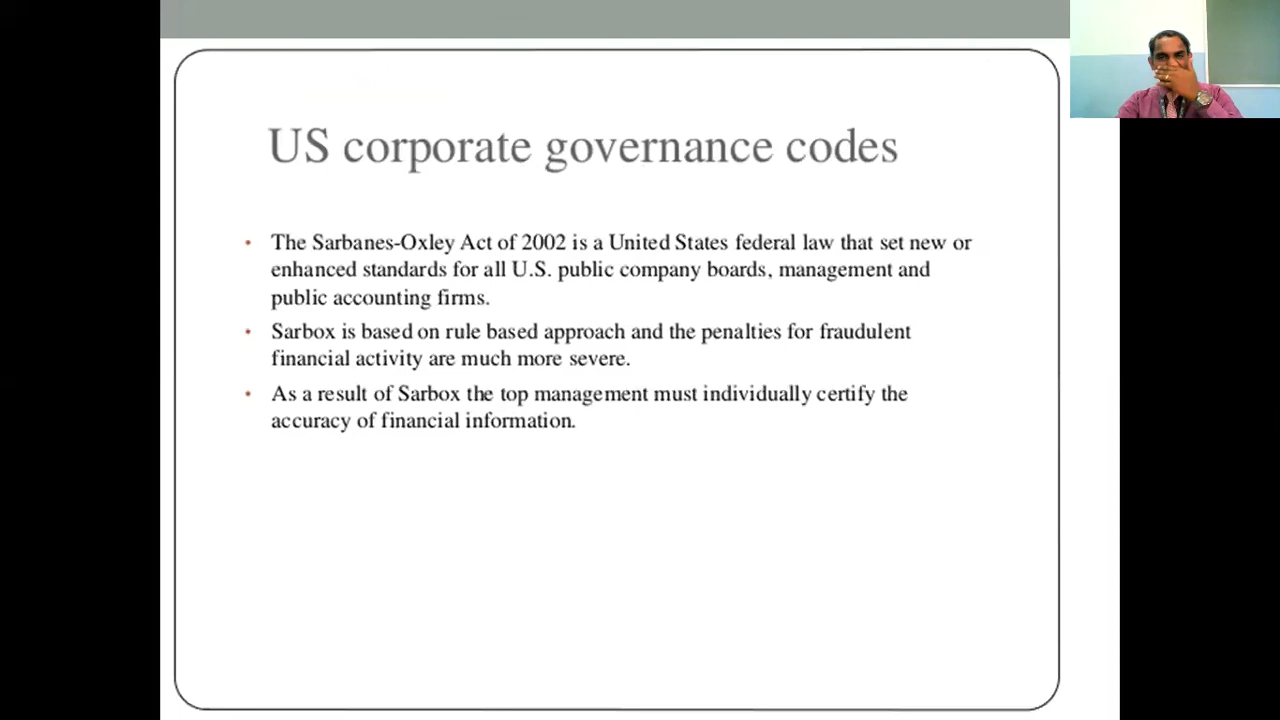 US corporate governance codes
• The Sarbanes-Oxley Act of 2002 is a United States federal law that set new or
enhanced standards for all U.S. public company boards, management and
public accounting firms.
• Sarbox is based on rule based approach and the penalties for fraudulent
financial activity are much more severe.
• As a result of Sarbox the top management must individually certify the
accuracy of financial information.